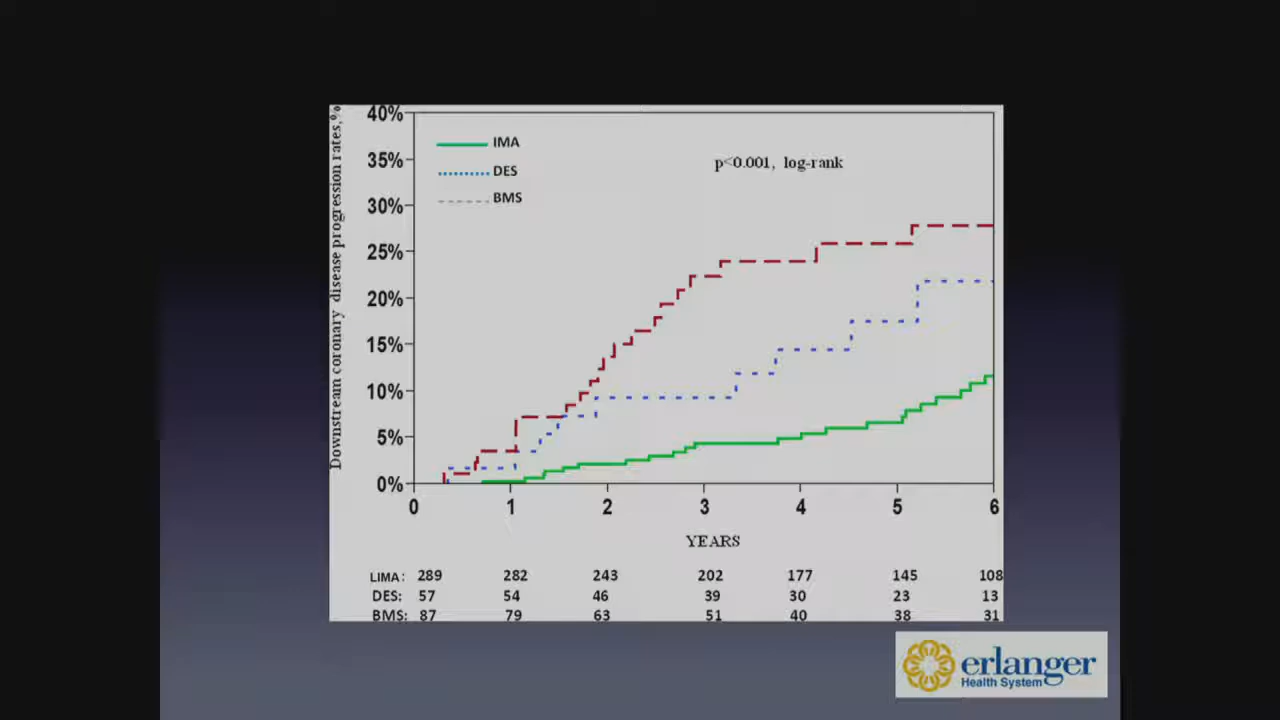 Downstream coronary disease progression rates,%
40%
35%
30%
25%
20%
15%
10%
5%
0%
IMA
DES
BMS
p<0.001, log-rank
0 1 2 3 4 5 6
YEARS
LIMA: 289 282 243 202 177 145 108
DES: 57 54 46 39 30 23 13
BMS: 87 79 63 51 40 38 31
erlanger
Health System